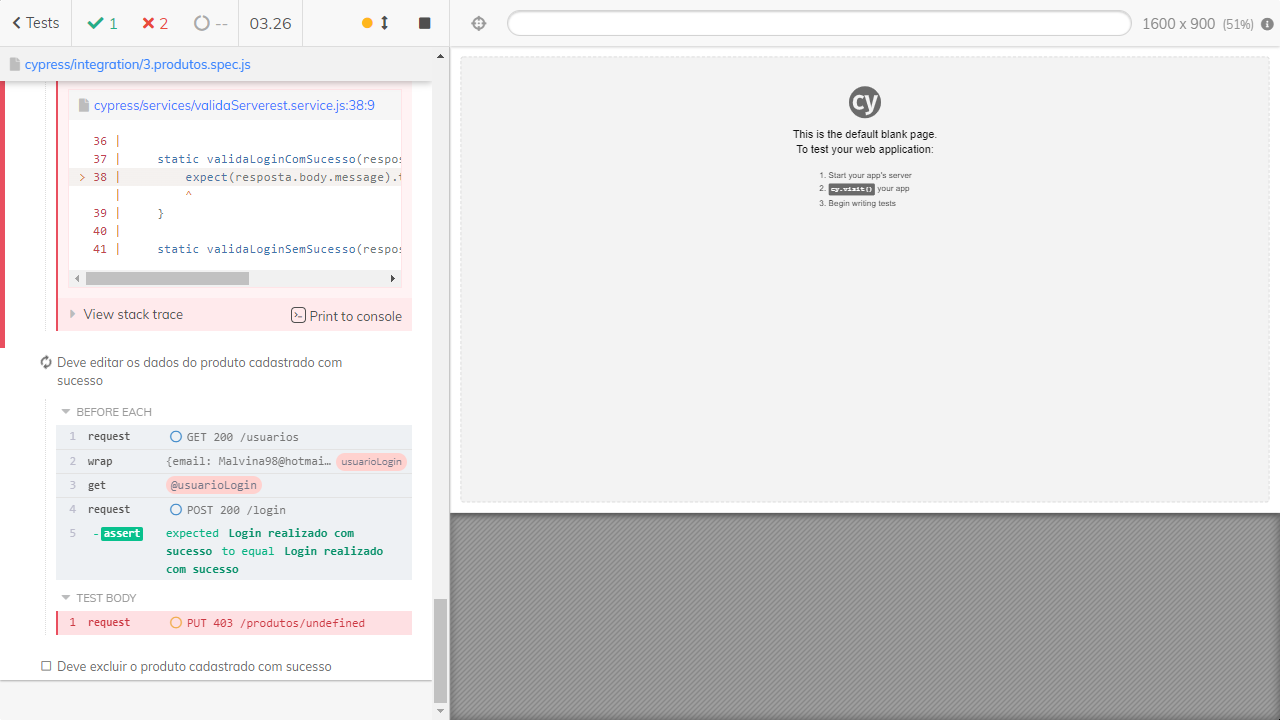 Tests
1
2
--
03.26
1600 x 900 (51%)
cypress/integration/3.produtos.spec.js
cypress/services/validaServerest.service.js:38:9
36 |
37 | static validaLoginComSucesso(respos
> 38 | expect(resposta.body.message).t
| ^
39 | }
40 |
41 | static validaLoginSemSucesso(respos
View stack trace
Print to console
Deve editar os dados do produto cadastrado com
sucesso
BEFORE EACH
1 request GET 200 /usuarios
2 wrap {email: Malvina98@hotmai… usuarioLogin
3 get @usuarioLogin
4 request POST 200 /login
5 -assert expected Login realizado com
sucesso to equal Login realizado
com sucesso
TEST BODY
1 request PUT 403 /produtos/undefined
Deve excluir o produto cadastrado com sucesso
cy
This is the default blank page.
To test your web application:
1. Start your app's server
2. cy.visit() your app
3. Begin writing tests